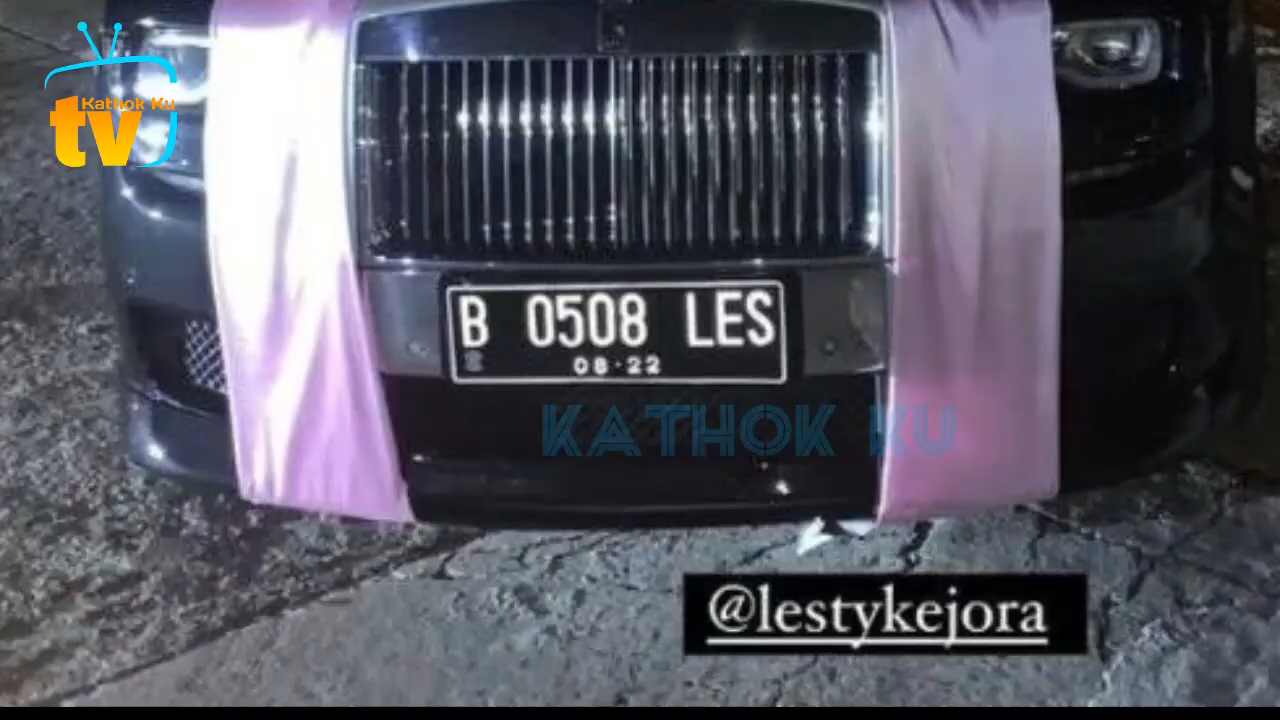 Kathok Ku
tv
B 0508 LES
08·22
KATHOK KU
@lestykejora